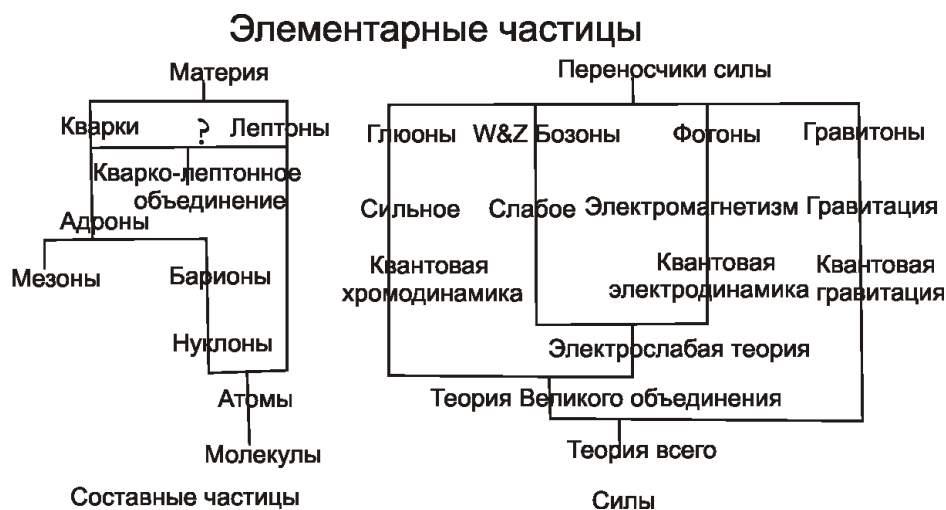 Элементарные частицы
Материя
Переносчики силы
Кварки ? Лептоны
Глюоны W&Z Бозоны Фотоны Гравитоны
Кварко-лептонное
объединение
Сильное Слабое Электромагнетизм Гравитация
Адроны
Мезоны Барионы
Квантовая
хромодинамика
Квантовая
электродинамика
Квантовая
гравитация
Нуклоны
Электрослабая теория
Атомы
Теория Великого объединения
Молекулы
Теория всего
Составные частицы
Силы